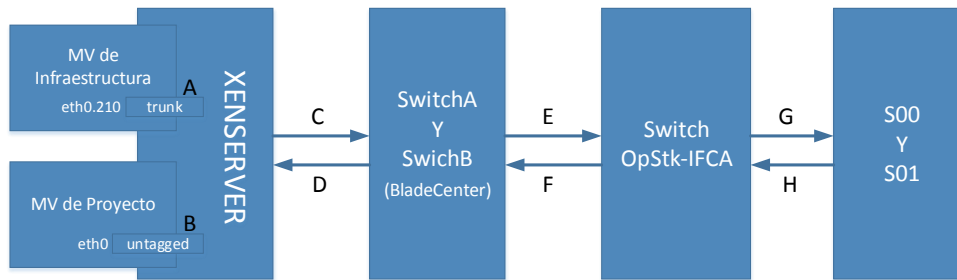 MV de
Infraestructura
A
eth0.210 trunk
MV de Proyecto
B
eth0 untagged
XENSERVER
C
D
SwitchA
Y
SwichB
(BladeCenter)
E
F
Switch
OpStk-IFCA
G
H
S00
Y
S01